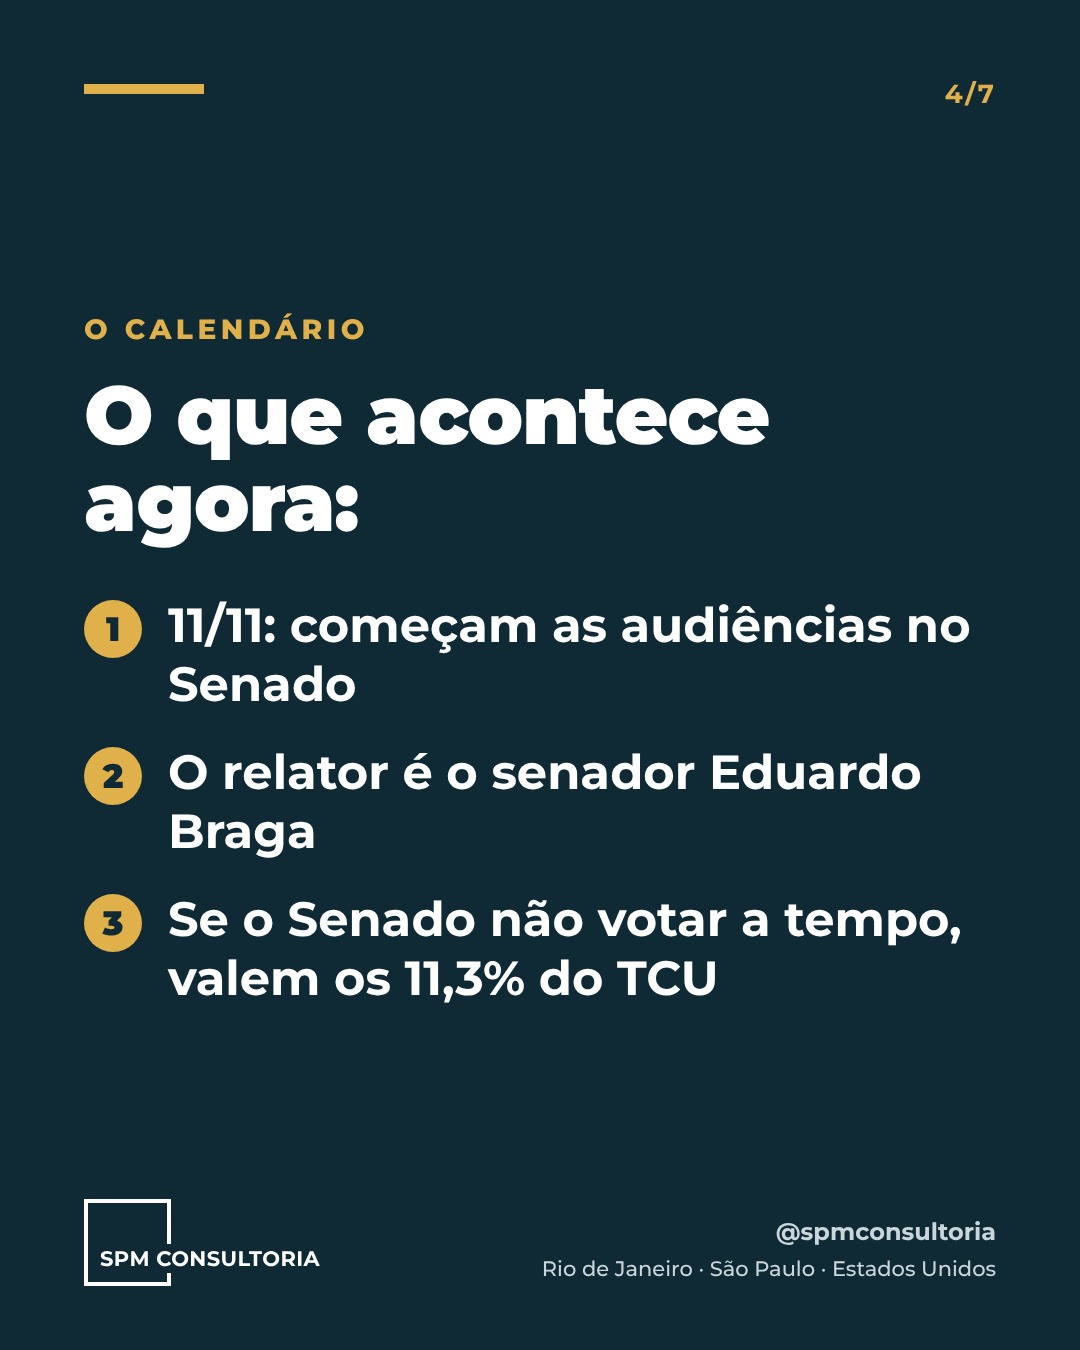 4/7
O CALENDÁRIO
O que acontece
agora:
1 11/11: começam as audiências no
Senado
2 O relator é o senador Eduardo
Braga
3 Se o Senado não votar a tempo,
valem os 11,3% do TCU
SPM CONSULTORIA
@spmconsultoria
Rio de Janeiro · São Paulo · Estados Unidos